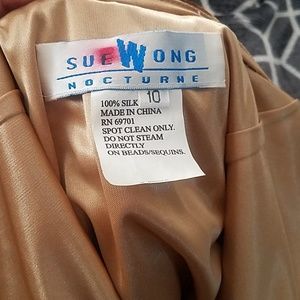 SUE WONG
NOCTURNE
10
100% SILK
MADE IN CHINA
RN 69701
SPOT CLEAN ONLY.
DO NOT STEAM
DIRECTLY
ON BEADS/SEQUINS.